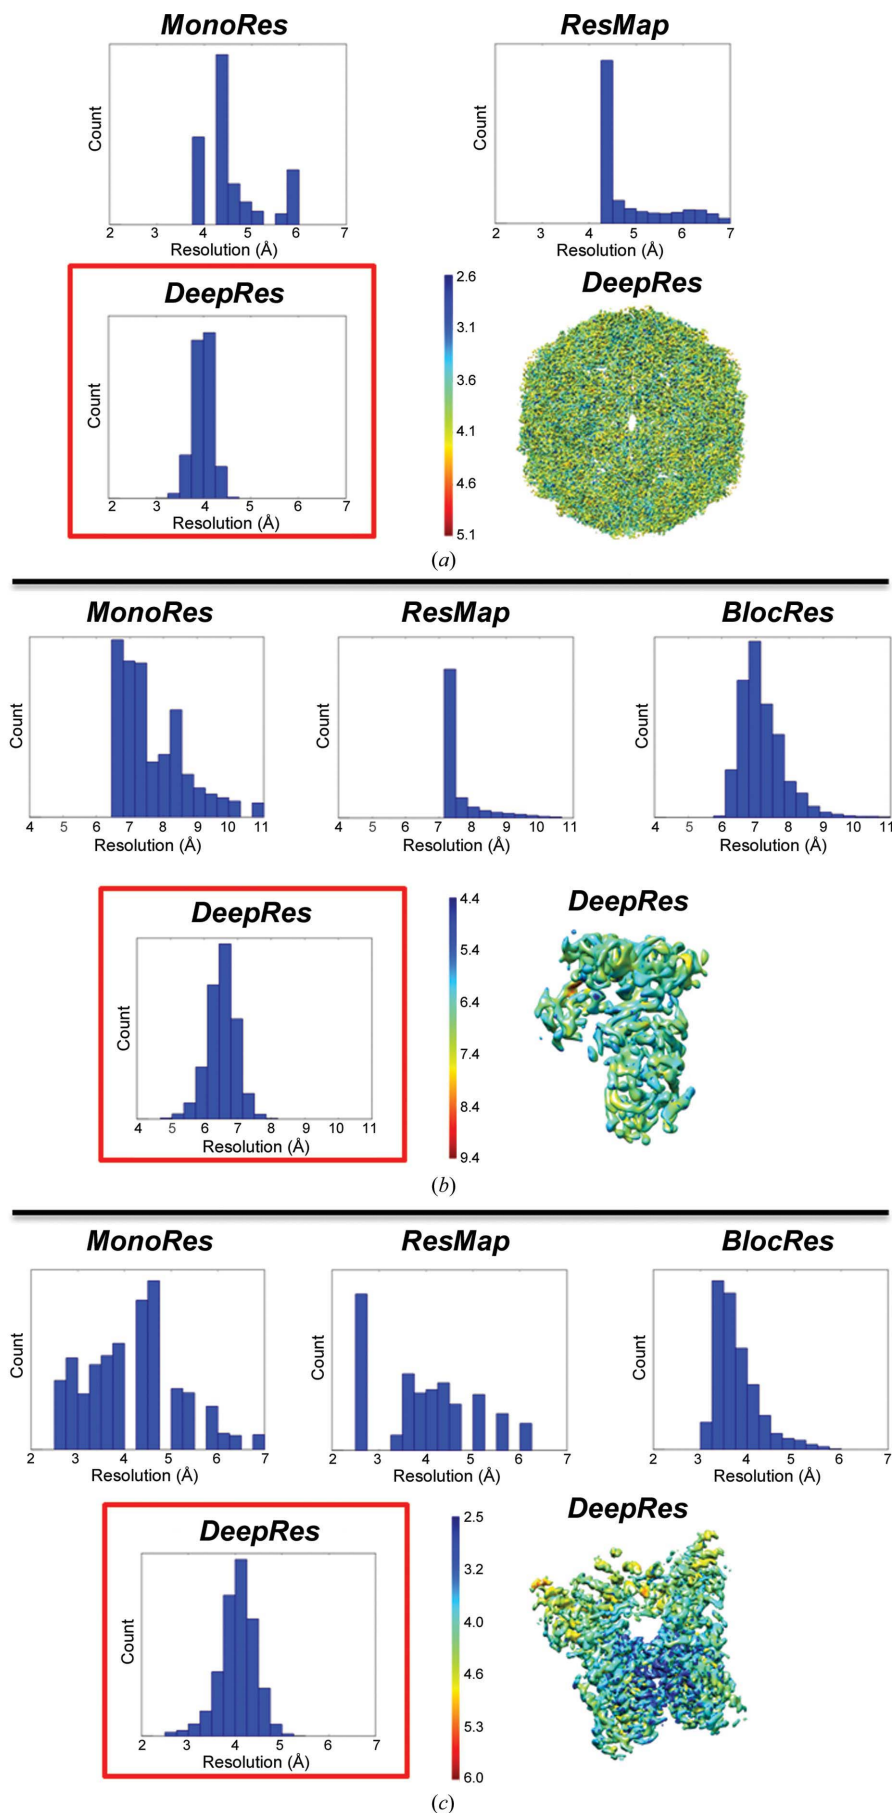 MonoRes
ResMap
Count
Count
2 3 4 5 6 7
2 3 4 5 6 7
Resolution (Å)
Resolution (Å)
DeepRes
DeepRes
Count
2 3 4 5 6 7
Resolution (Å)
2.6
3.1
3.6
4.1
4.6
5.1
(a)
MonoRes
ResMap
BlocRes
Count
Count
Count
4 5 6 7 8 9 10 11
4 5 6 7 8 9 10 11
4 5 6 7 8 9 10 11
Resolution (Å)
Resolution (Å)
Resolution (Å)
DeepRes
DeepRes
Count
4 5 6 7 8 9 10 11
Resolution (Å)
4.4
5.4
6.4
7.4
8.4
9.4
(b)
MonoRes
ResMap
BlocRes
Count
Count
Count
2 3 4 5 6 7
2 3 4 5 6 7
2 3 4 5 6 7
Resolution (Å)
Resolution (Å)
Resolution (Å)
DeepRes
DeepRes
Count
2 3 4 5 6 7
Resolution (Å)
2.5
3.2
4.0
4.6
5.3
6.0
(c)